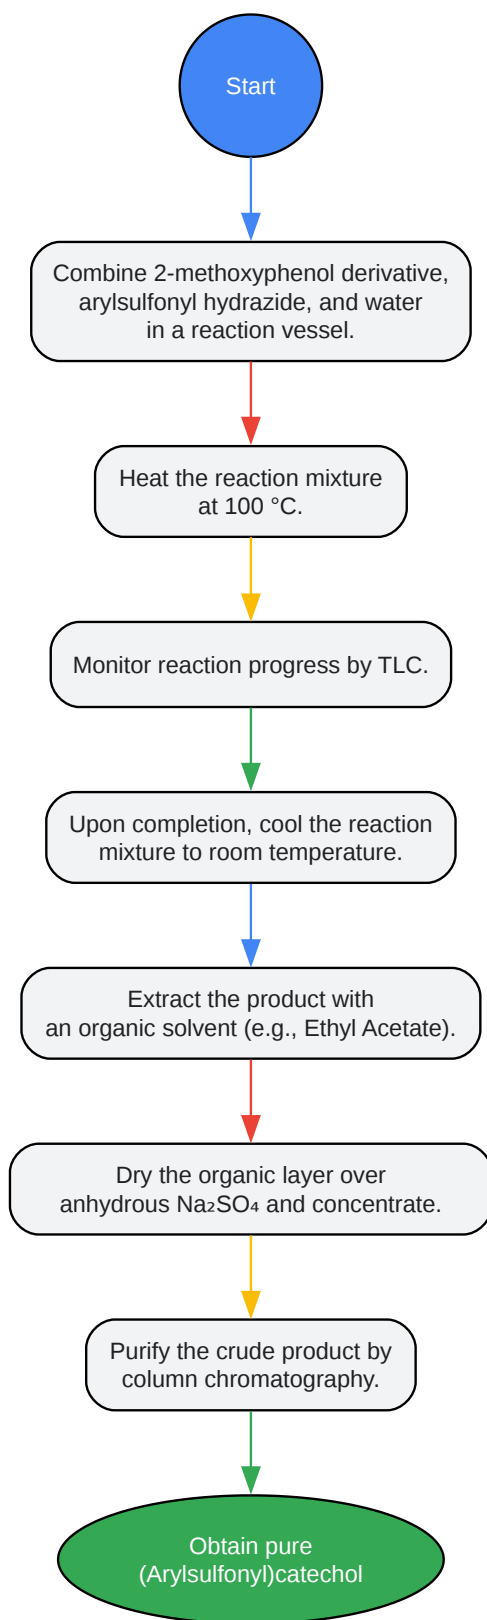 Start
Combine 2-methoxyphenol derivative,
arylsulfonyl hydrazide, and water
in a reaction vessel.
Heat the reaction mixture
at 100 °C.
Monitor reaction progress by TLC.
Upon completion, cool the reaction
mixture to room temperature.
Extract the product with
an organic solvent (e.g., Ethyl Acetate).
Dry the organic layer over
anhydrous Na₂SO₄ and concentrate.
Purify the crude product by
column chromatography.
Obtain pure
(Arylsulfonyl)catechol